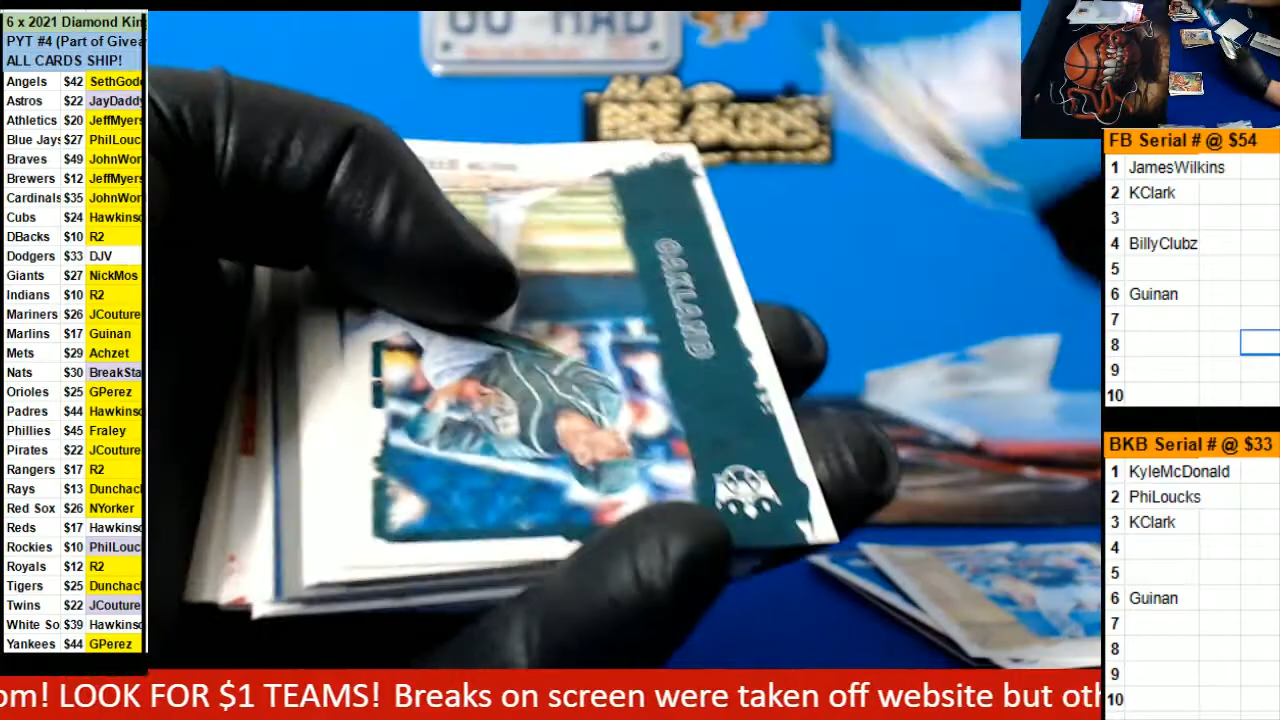 6 x 2021 Diamond Kin
PYT #4 (Part of Givea
ALL CARDS SHIP!
Angels $42 SethGod
Astros $22 JayDaddy
Athletics $20 JeffMyers
Blue Jays $27 PhilLouc
Braves $49 JohnWor
Brewers $12 JeffMyers
Cardinals $35 JohnWor
Cubs $24 Hawkins
DBacks $10 R2
Dodgers $33 DJV
Giants $27 NickMos
Indians $10 R2
Mariners $26 JCouture
Marlins $17 Guinan
Mets $29 Achzet
Nats $30 BreakSta
Orioles $25 GPerez
Padres $44 Hawkins
Phillies $45 Fraley
Pirates $22 JCouture
Rangers $17 R2
Rays $13 Dunchac
Red Sox $26 NYorker
Reds $17 Hawkins
Rockies $10 PhilLouc
Royals $12 R2
Tigers $25 Dunchac
Twins $22 JCouture
White So $39 Hawkins
Yankees $44 GPerez
BREAKERS
OAKLAND
FB Serial # @ $54
1 JamesWilkins
2 KClark
3
4 BillyClubz
5
6 Guinan
7
8
9
10
BKB Serial # @ $33
1 KyleMcDonald
2 PhiLoucks
3 KClark
4
5
6 Guinan
7
8
9
10
om! LOOK FOR $1 TEAMS! Breaks on screen were taken off website but oth